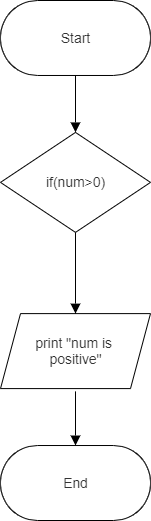 Start
if(num>0)
print "num is
positive"
End